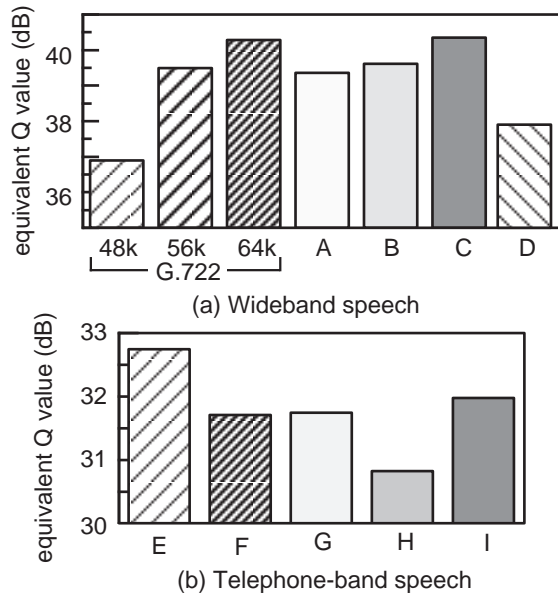 equivalent Q value (dB)
40
38
36
48k 56k 64k A B C D
G.722
(a) Wideband speech
equivalent Q value (dB)
33
32
31
30
E F G H I
(b) Telephone-band speech